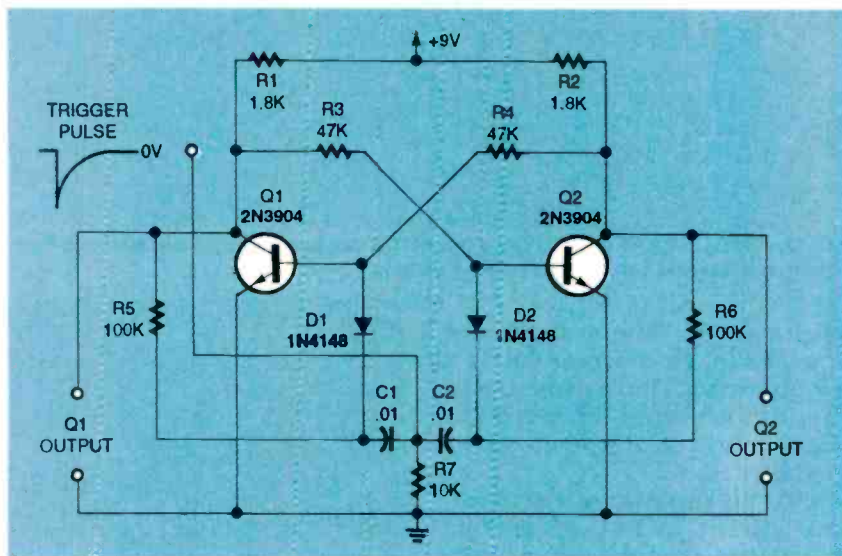 +9V
R1
1.8K
R2
1.8K
TRIGGER
PULSE
0V
R3
47K
R4
47K
Q1
2N3904
Q2
2N3904
R5
100K
D1
1N4148
D2
1N4148
R6
100K
C1
.01
C2
.01
Q1
OUTPUT
R7
10K
Q2
OUTPUT